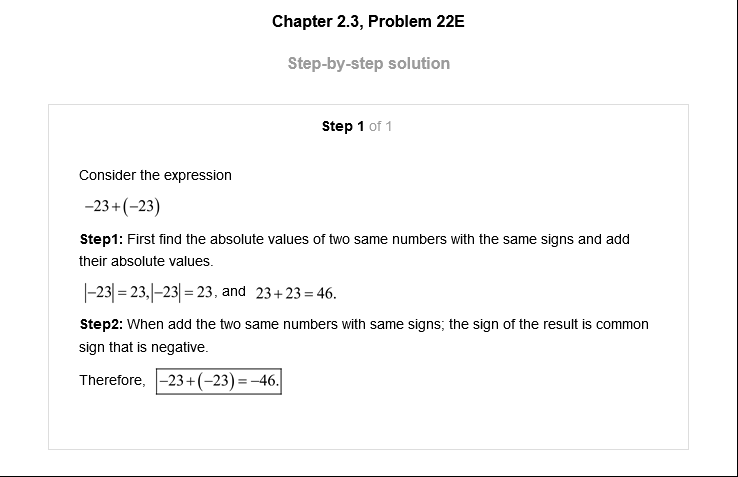 Chapter 2.3, Problem 22E
Step-by-step solution
Step 1 of 1
Consider the expression
−23+(−23)
Step1: First find the absolute values of two same numbers with the same signs and add
their absolute values.
|−23| = 23,|−23| = 23, and 23+23 = 46.
Step2: When add the two same numbers with same signs; the sign of the result is common
sign that is negative.
Therefore, −23+(−23) = −46.